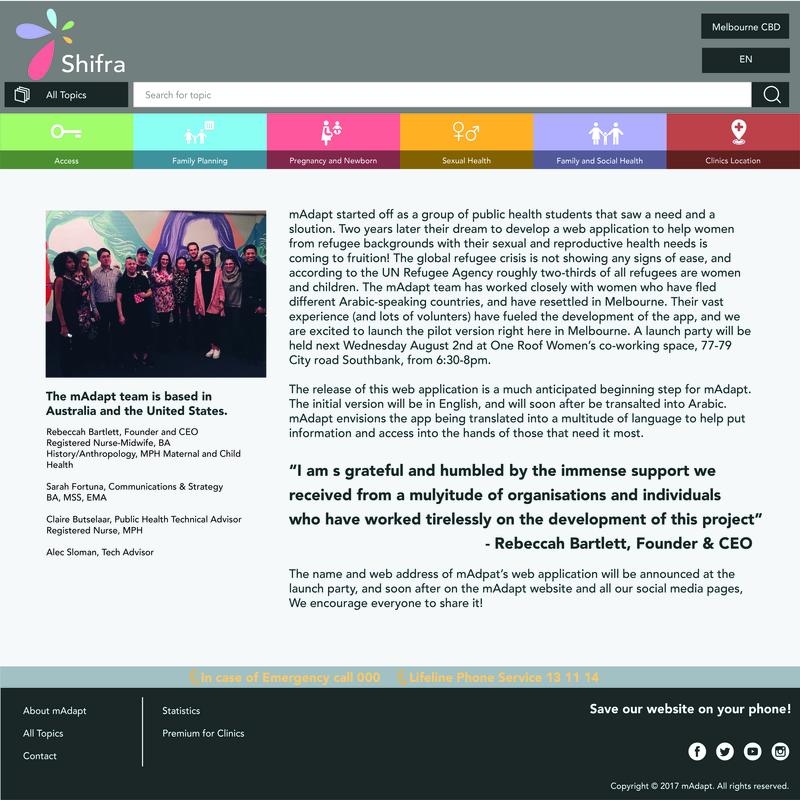 Shifra
Melbourne CBD
EN
All Topics
Search for topic
Access
Family Planning
Pregnancy and Newborn
Sexual Health
Family and Social Health
Clinics Location
mAdapt started off as a group of public health students that saw a need and a
sloution. Two years later their dream to develop a web application to help women
from refugee backgrounds with their sexual and reproductive health needs is
coming to fruition! The global refugee crisis is not showing any signs of ease, and
according to the UN Refugee Agency roughly two-thirds of all refugees are women
and children. The mAdapt team has worked closely with women who have fled
different Arabic-speaking countries, and have resettled in Melbourne. Their vast
experience (and lots of volunters) have fueled the development of the app, and we
are excited to launch the pilot version right here in Melbourne. A launch party will be
held next Wednesday August 2nd at One Roof Women’s co-working space, 77-79
City road Southbank, from 6:30-8pm.
The release of this web application is a much anticipated beginning step for mAdapt.
The initial version will be in English, and will soon after be transalted into Arabic.
mAdapt envisions the app being translated into a multitude of language to help put
information and access into the hands of those that need it most.
“I am s grateful and humbled by the immense support we
received from a mulyitude of organisations and individuals
who have worked tirelessly on the development of this project”
- Rebeccah Bartlett, Founder & CEO
The name and web address of mAdpat’s web application will be announced at the
launch party, and soon after on the mAdapt website and all our social media pages,
We encourage everyone to share it!
The mAdapt team is based in
Australia and the United States.
Rebeccah Bartlett, Founder and CEO
Registered Nurse-Midwife, BA
History/Anthropology, MPH Maternal and Child
Health
Sarah Fortuna, Communications & Strategy
BA, MSS, EMA
Claire Butselaar, Public Health Technical Advisor
Registered Nurse, MPH
Alec Sloman, Tech Advisor
In case of Emergency call 000
Lifeline Phone Service 13 11 14
About mAdapt
All Topics
Contact
Statistics
Premium for Clinics
Save our website on your phone!
Copyright © 2017 mAdapt. All rights reserved.